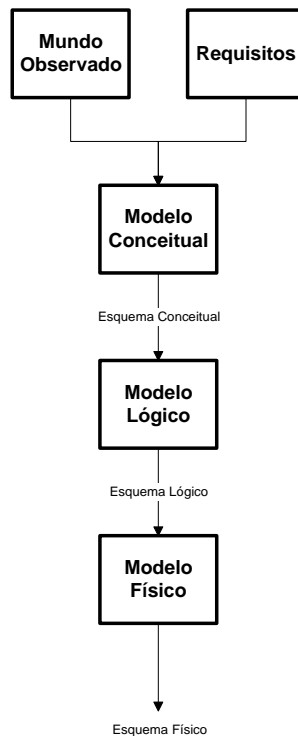 Mundo
Observado
Requisitos
Modelo
Conceitual
Esquema Conceitual
Modelo
Lógico
Esquema Lógico
Modelo
Físico
Esquema Físico